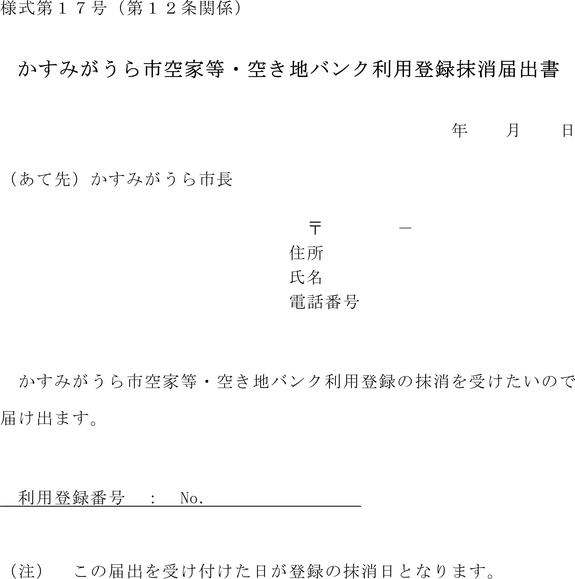 様式第１７号（第１２条関係）
かすみがうら市空家等・空き地バンク利用登録抹消届出書
年　　月　　日
（あて先）かすみがうら市長
〒　　　　－
住所
氏名
電話番号
かすみがうら市空家等・空き地バンク利用登録の抹消を受けたいので
届け出ます。
利用登録番号　：　No.
（注）　この届出を受け付けた日が登録の抹消日となります。